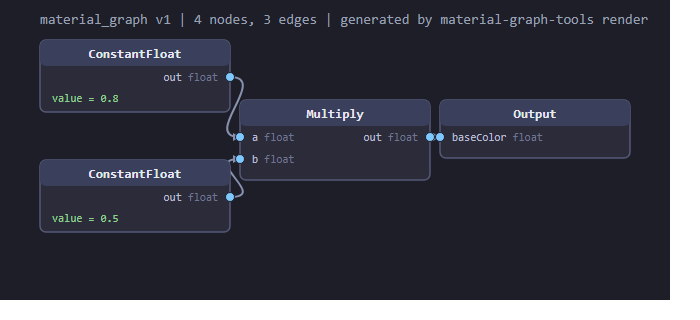 material_graph v1 | 4 nodes, 3 edges | generated by material-graph-tools render
ConstantFloat
out float
value = 0.8
Multiply
a float out float
b float
Output
baseColor float
ConstantFloat
out float
value = 0.5